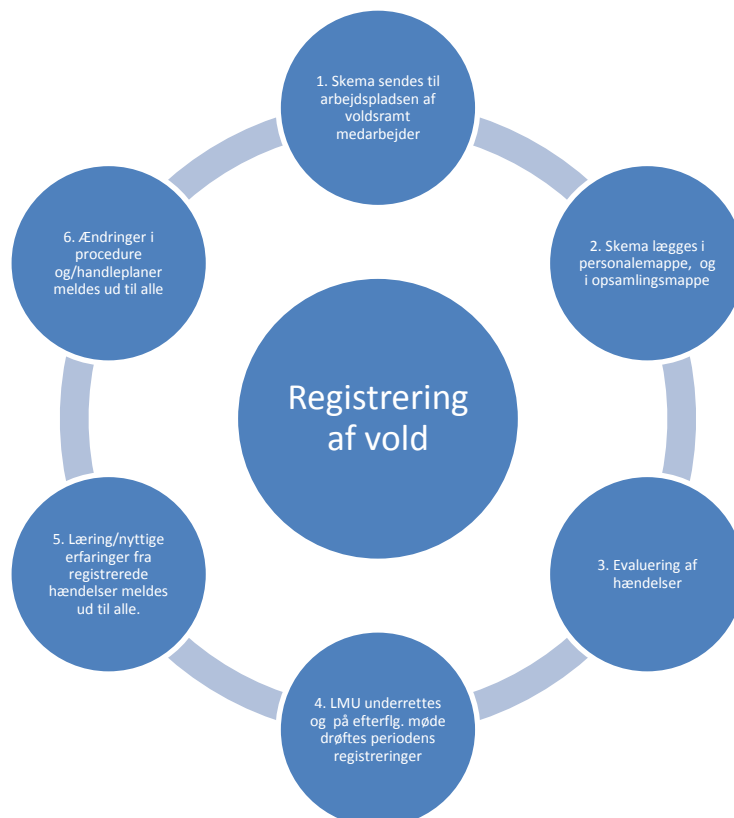 1. Skema sendes til
arbejdspladsen af
voldsramt
medarbejder
2. Skema lægges i
personalemappe, og
i opsamlingsmappe
3. Evaluering af
hændelser
4. LMU underrettes
og på efterflg. møde
drøftes periodens
registreringer
5. Læring/nyttige
erfaringer fra
registrerede
hændelser meldes
ud til alle.
6. Ændringer i
procedure
og/handleplaner
meldes ud til alle
Registrering
af vold